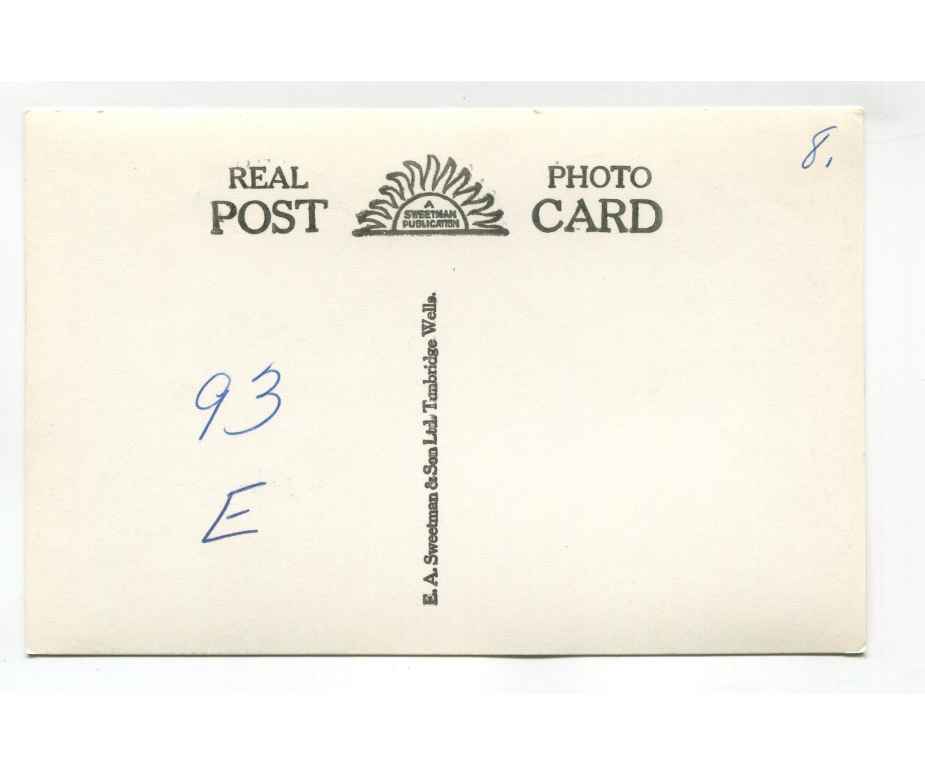 8.
REAL
POST
A
SWEETMAN
PUBLICATION
PHOTO
CARD
E. A. Sweetman & Son Ltd. Tunbridge Wells.
93
E